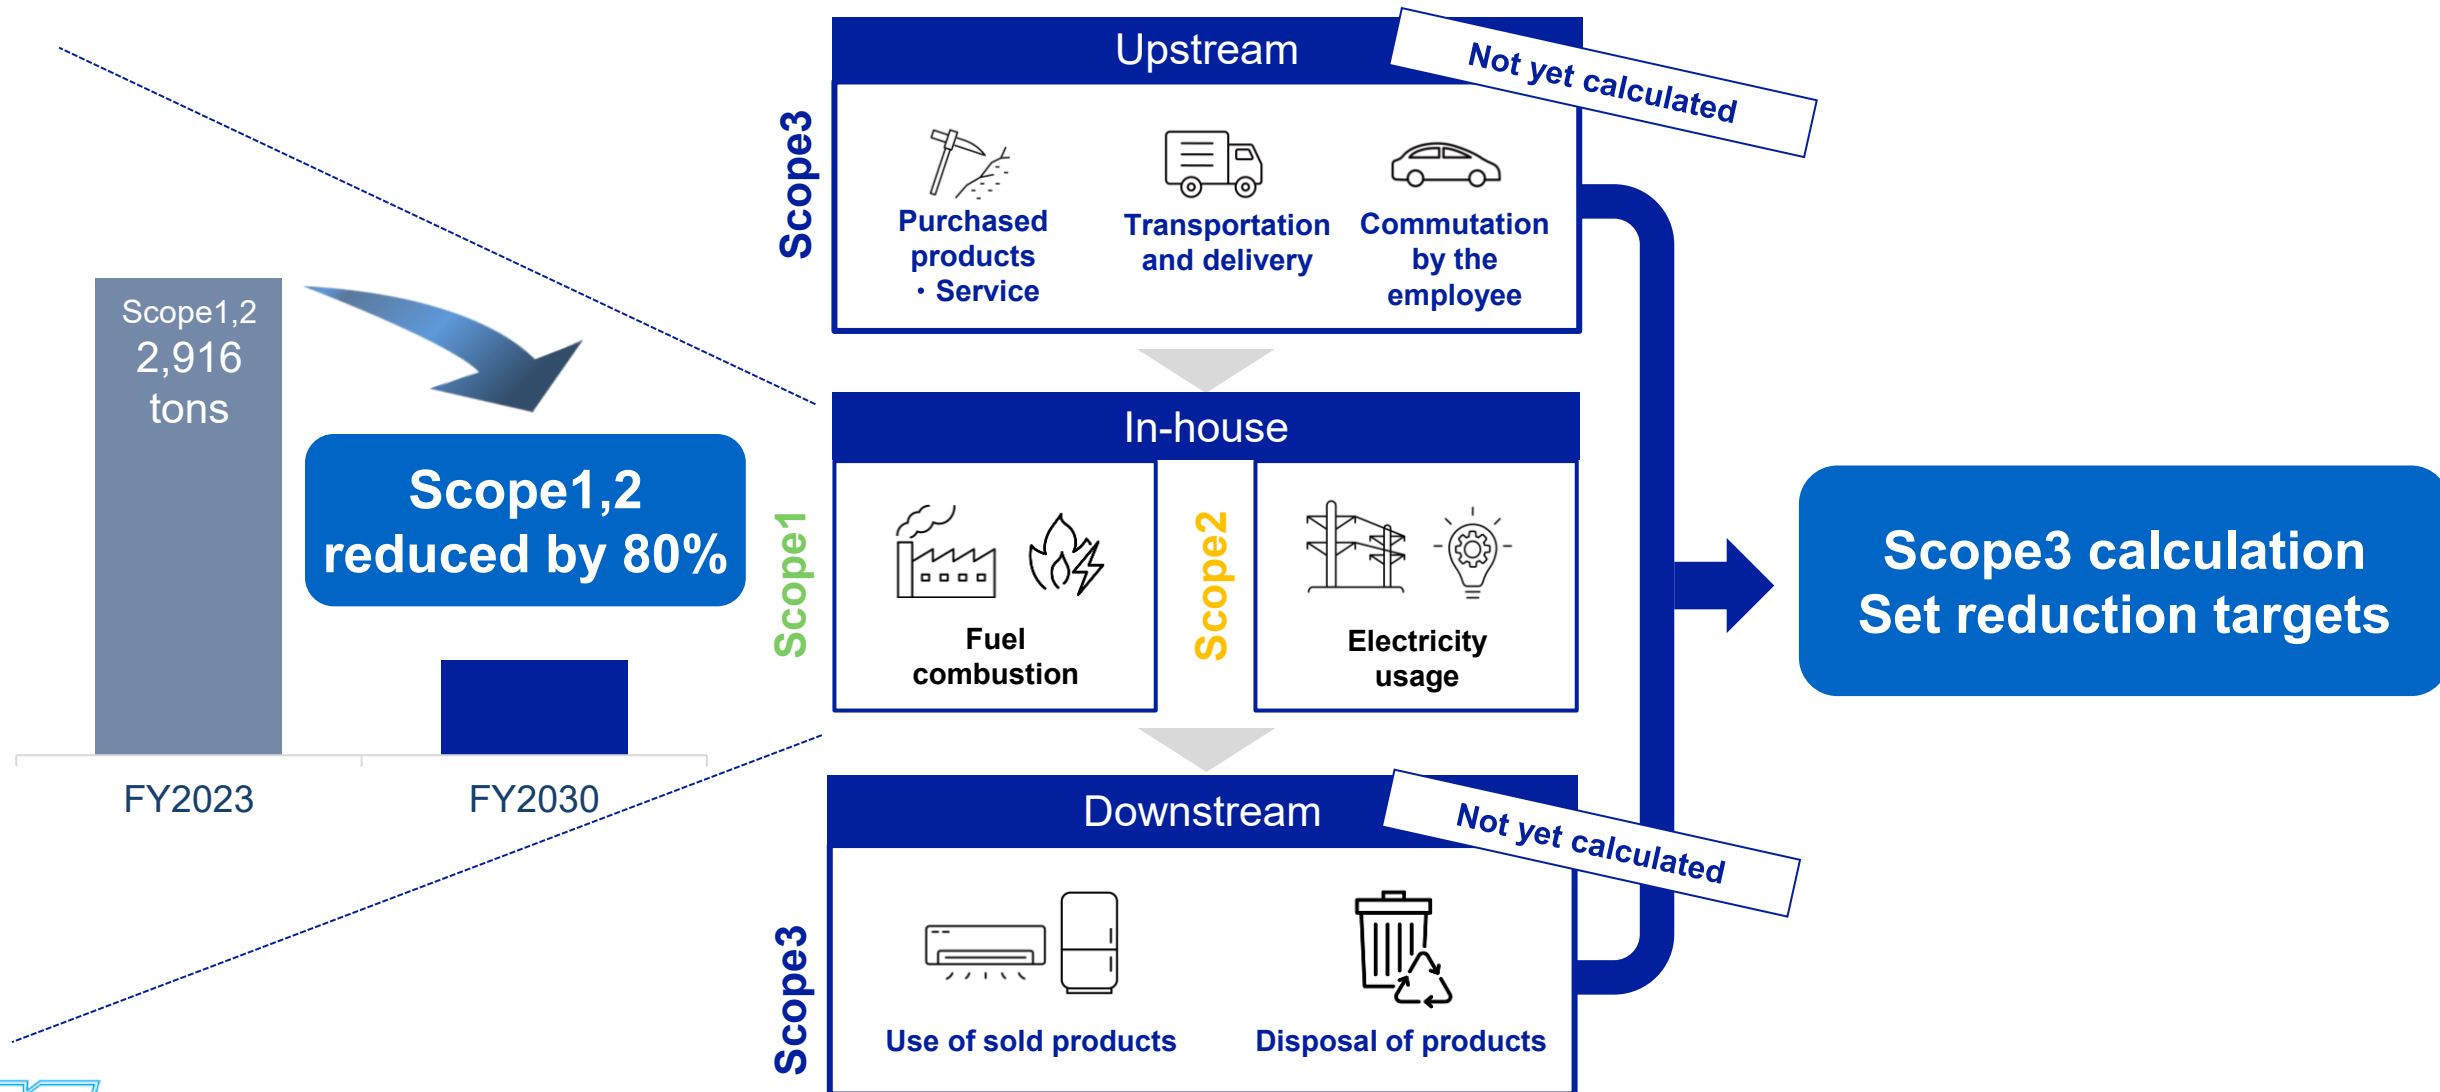 Scope1,2
2,916
tons
Scope1,2
reduced by 80%
FY2023
FY2030
Upstream
Not yet calculated
Scope3
Purchased
products
・Service
Transportation
and delivery
Commutation
by the
employee
In-house
Scope1
Fuel
combustion
Scope2
Electricity
usage
Downstream
Not yet calculated
Scope3
Use of sold products
Disposal of products
Scope3 calculation
Set reduction targets